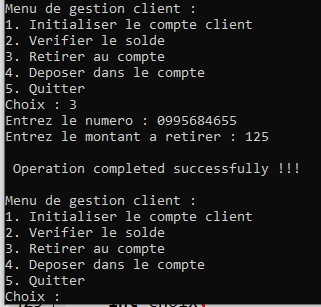 Menu de gestion client :
1. Initialiser le compte client
2. Verifier le solde
3. Retirer au compte
4. Deposer dans le compte
5. Quitter
Choix : 3
Entrez le numero : 0995684655
Entrez le montant a retirer : 125
Operation completed successfully !!!
Menu de gestion client :
1. Initialiser le compte client
2. Verifier le solde
3. Retirer au compte
4. Deposer dans le compte
5. Quitter
Choix :